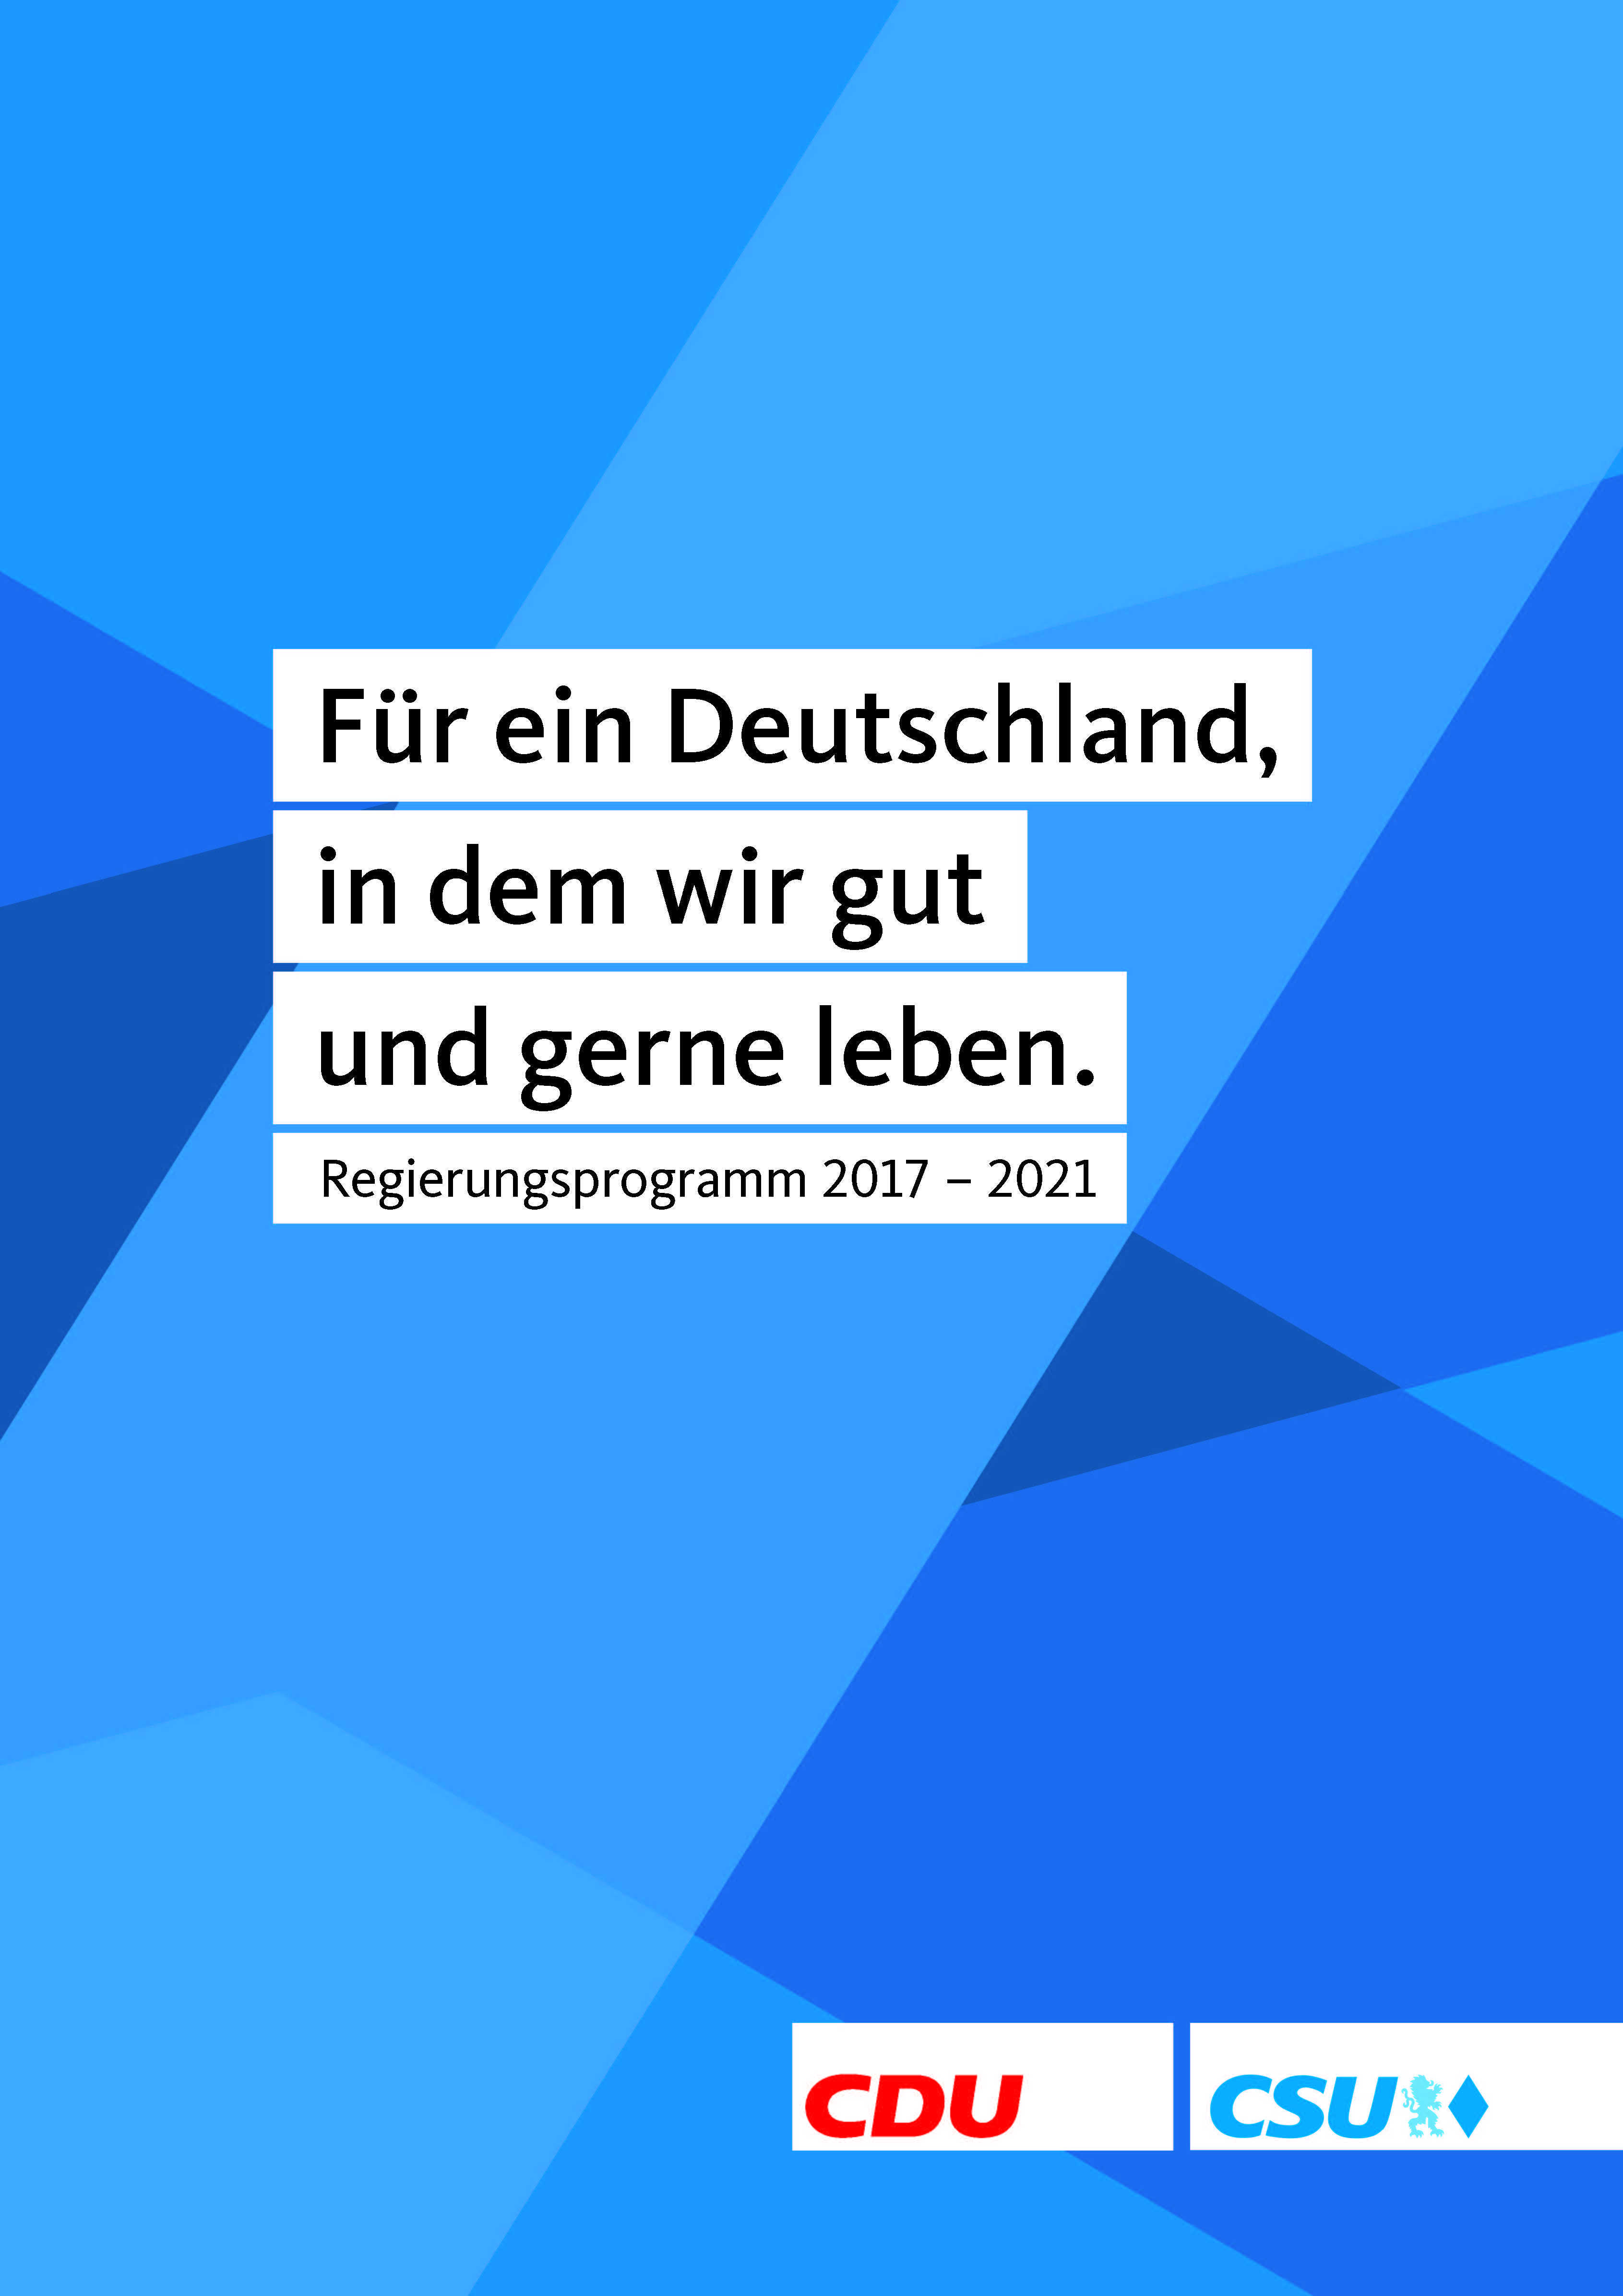 Für ein Deutschland,
in dem wir gut
und gerne leben.
Regierungsprogramm 2017 – 2021
CDU
CSU